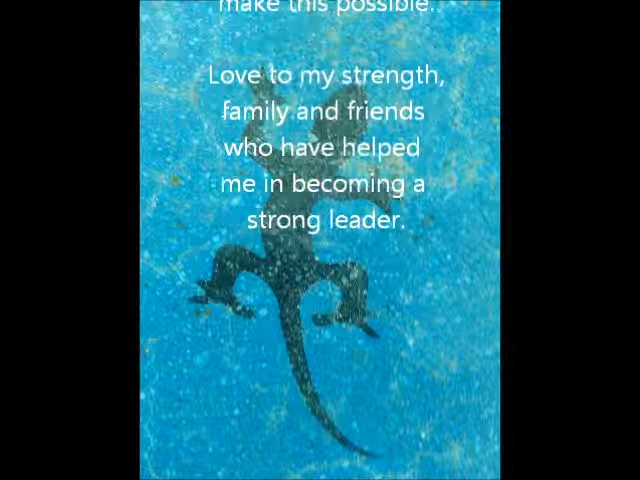 make this possible.
Love to my strength,
family and friends
who have helped
me in becoming a
strong leader.